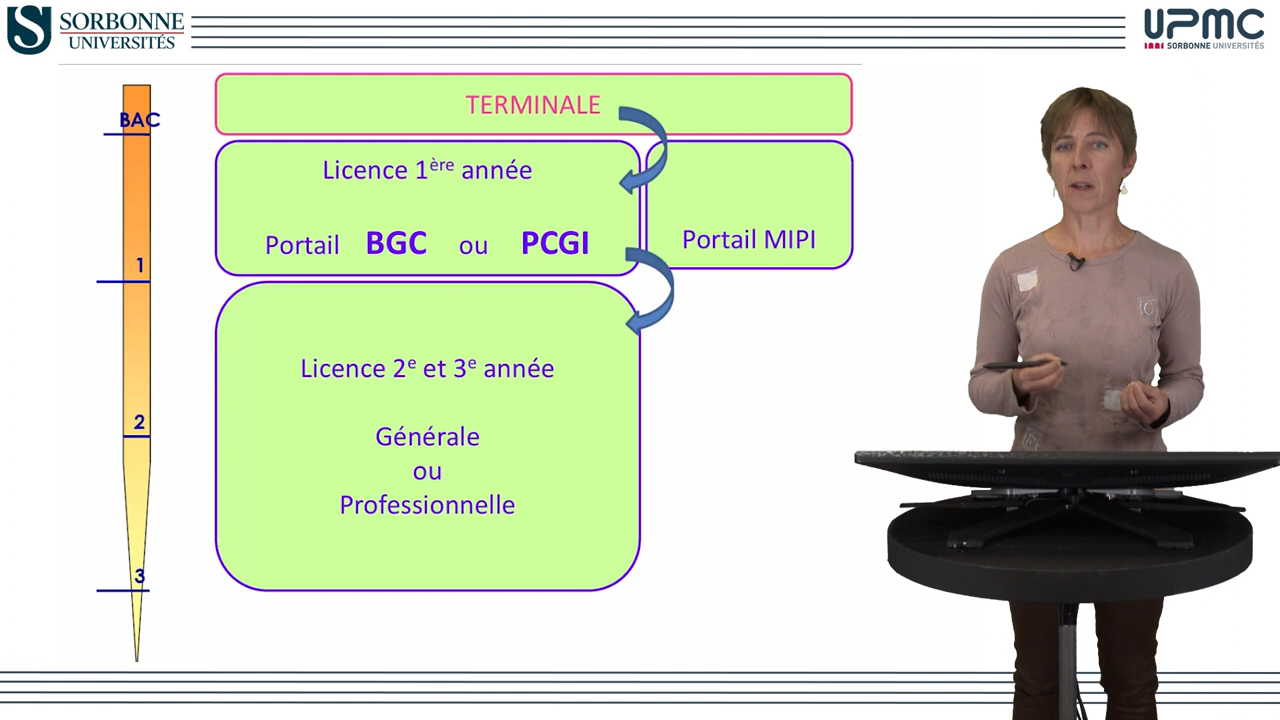 SORBONNE
UNIVERSITÉS
UPMC
SORBONNE UNIVERSITÉS
BAC
TERMINALE
Licence 1ère année
Portail BGC ou PCGI
Portail MIPI
1
Licence 2e et 3e année
2
Générale
ou
Professionnelle
3